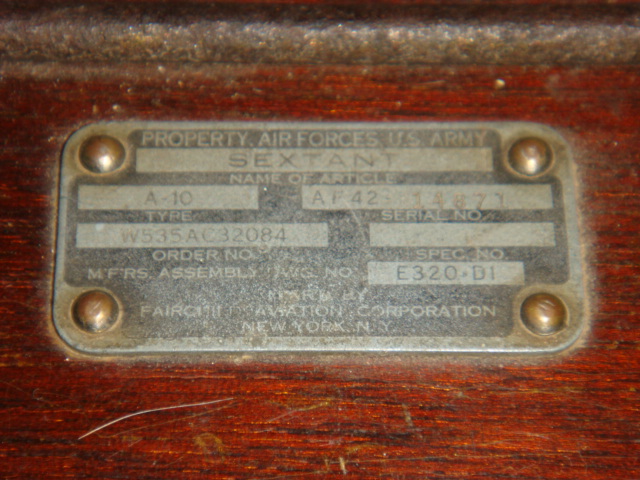 PROPERTY, AIR FORCES, U.S. ARMY
SEXTANT
NAME OF ARTICLE
A-10 AF42-14871
TYPE SERIAL NO.
W535AC32084
ORDER NO. SPEC. NO.
M'F'RS. ASSEMBLY DWG. NO. E320-D1
BY
FAIRCHILD AVIATION CORPORATION
NEW YORK, N.Y.